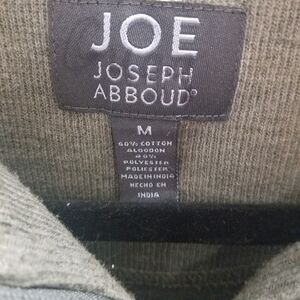 JOE
JOSEPH
ABBOUD®
M
60% COTTON
ALGODON
40%
POLYESTER
POLIESTER
MADE IN INDIA
HECHO EN
INDIA